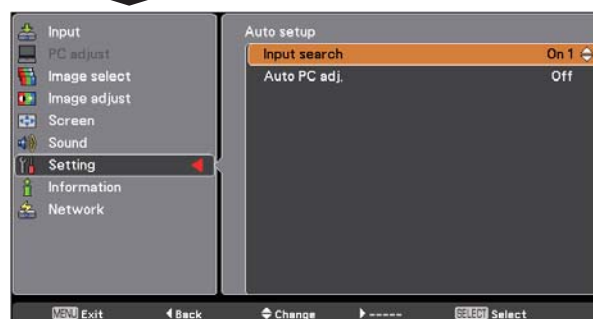 Input
PC adjust
Image select
Image adjust
Screen
Sound
Setting
Information
Network
Auto setup
Input search On 1
Auto PC adj. Off
MENU Exit Back Change ----- SELECT Select